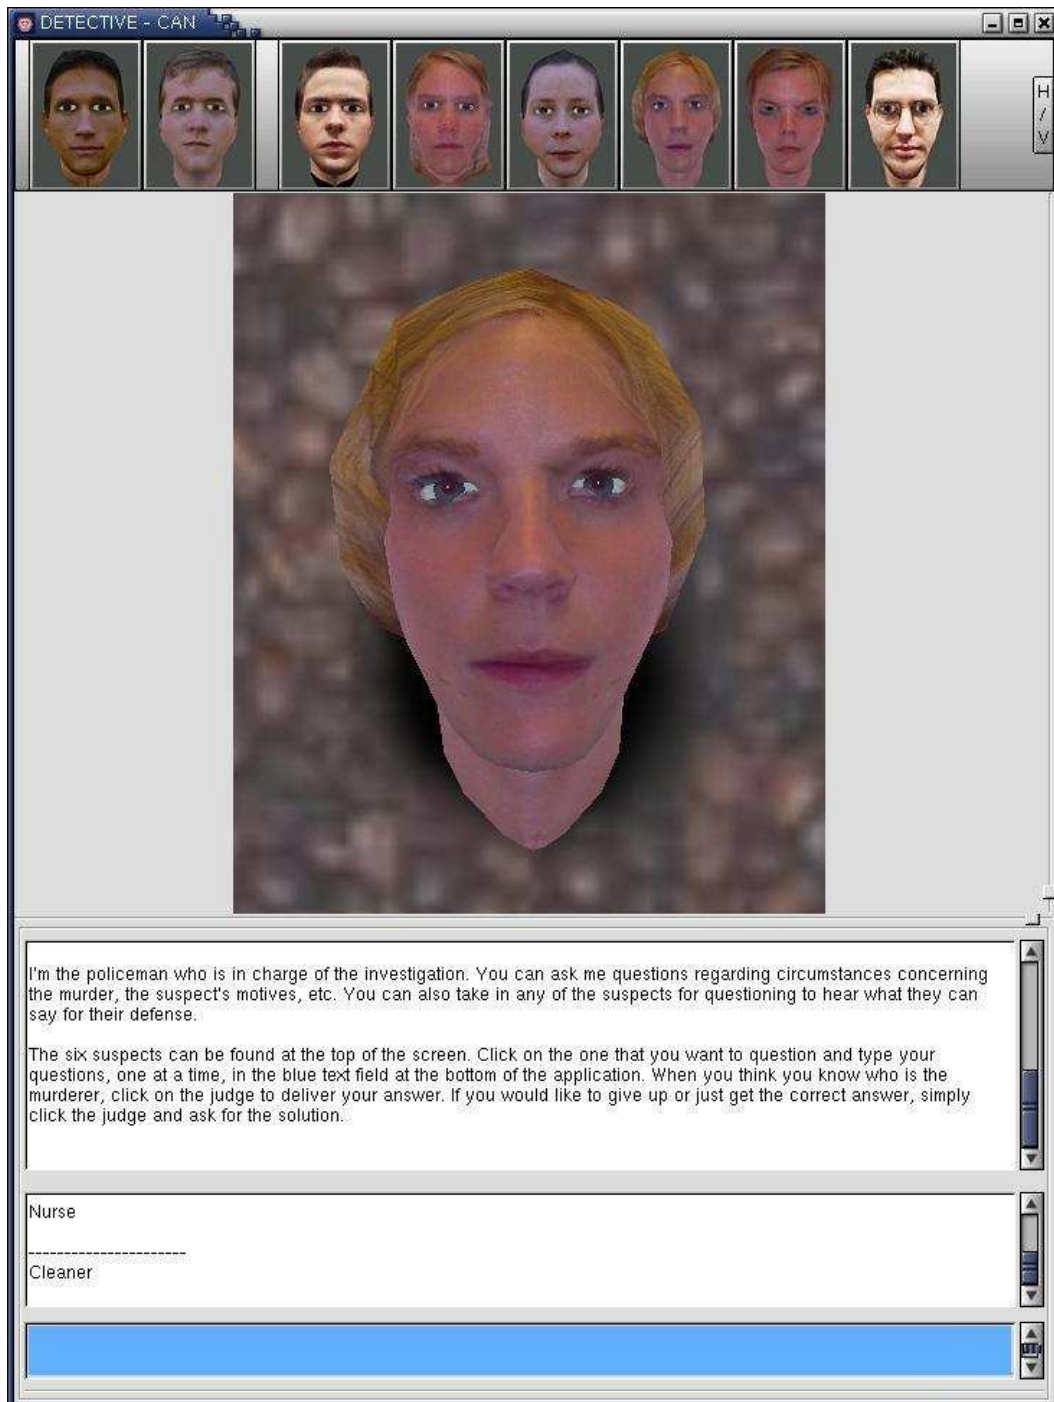 DETECTIVE - CAN
H
/
V
I'm the policeman who is in charge of the investigation. You can ask me questions regarding circumstances concerning
the murder, the suspect's motives, etc. You can also take in any of the suspects for questioning to hear what they can
say for their defense.
The six suspects can be found at the top of the screen. Click on the one that you want to question and type your
questions, one at a time, in the blue text field at the bottom of the application. When you think you know who is the
murderer, click on the judge to deliver your answer. If you would like to give up or just get the correct answer, simply
click the judge and ask for the solution.
Nurse
----------------------
Cleaner